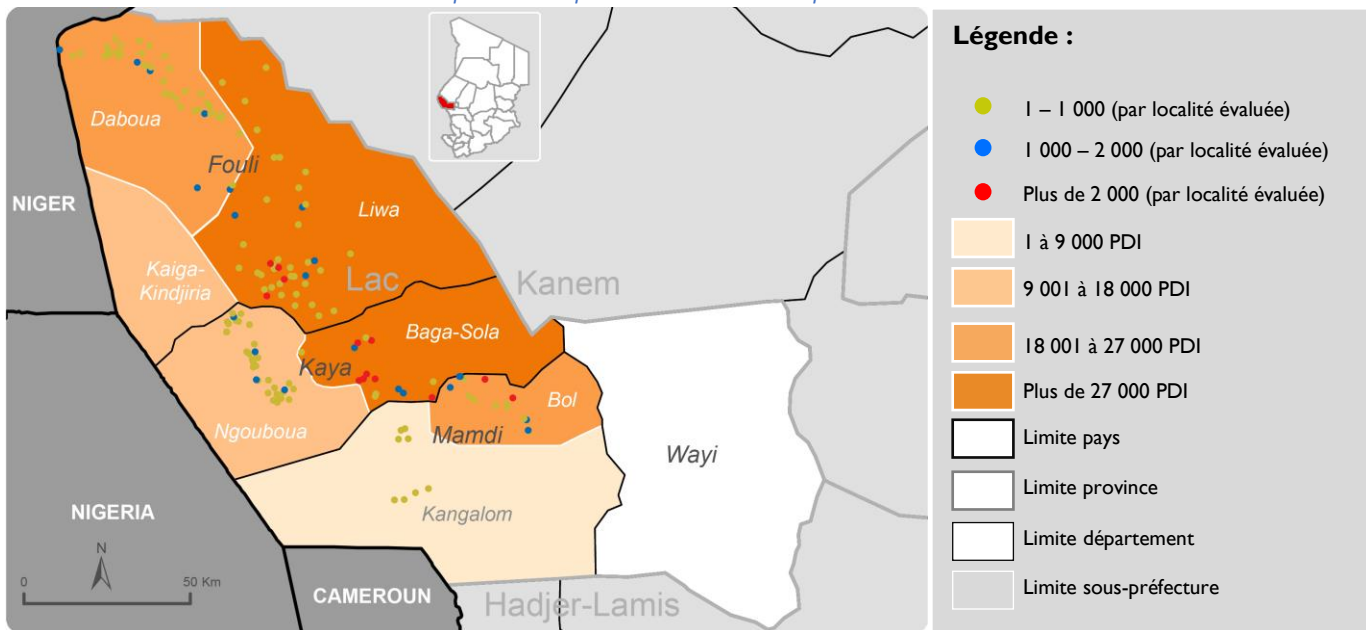 Daboua
Fouli
NIGER
Liwa
Kaiga-
Kindjiria
Lac
Kanem
Baga-Sola
Kaya
Bol
Ngouboua
Mamdi
Wayi
NIGERIA
Kangalom
N
0
50 Km
CAMEROUN
Hadjer-Lamis
Légende :
1 – 1 000 (par localité évaluée)
1 000 – 2 000 (par localité évaluée)
Plus de 2 000 (par localité évaluée)
1 à 9 000 PDI
9 001 à 18 000 PDI
18 001 à 27 000 PDI
Plus de 27 000 PDI
Limite pays
Limite province
Limite département
Limite sous-préfecture